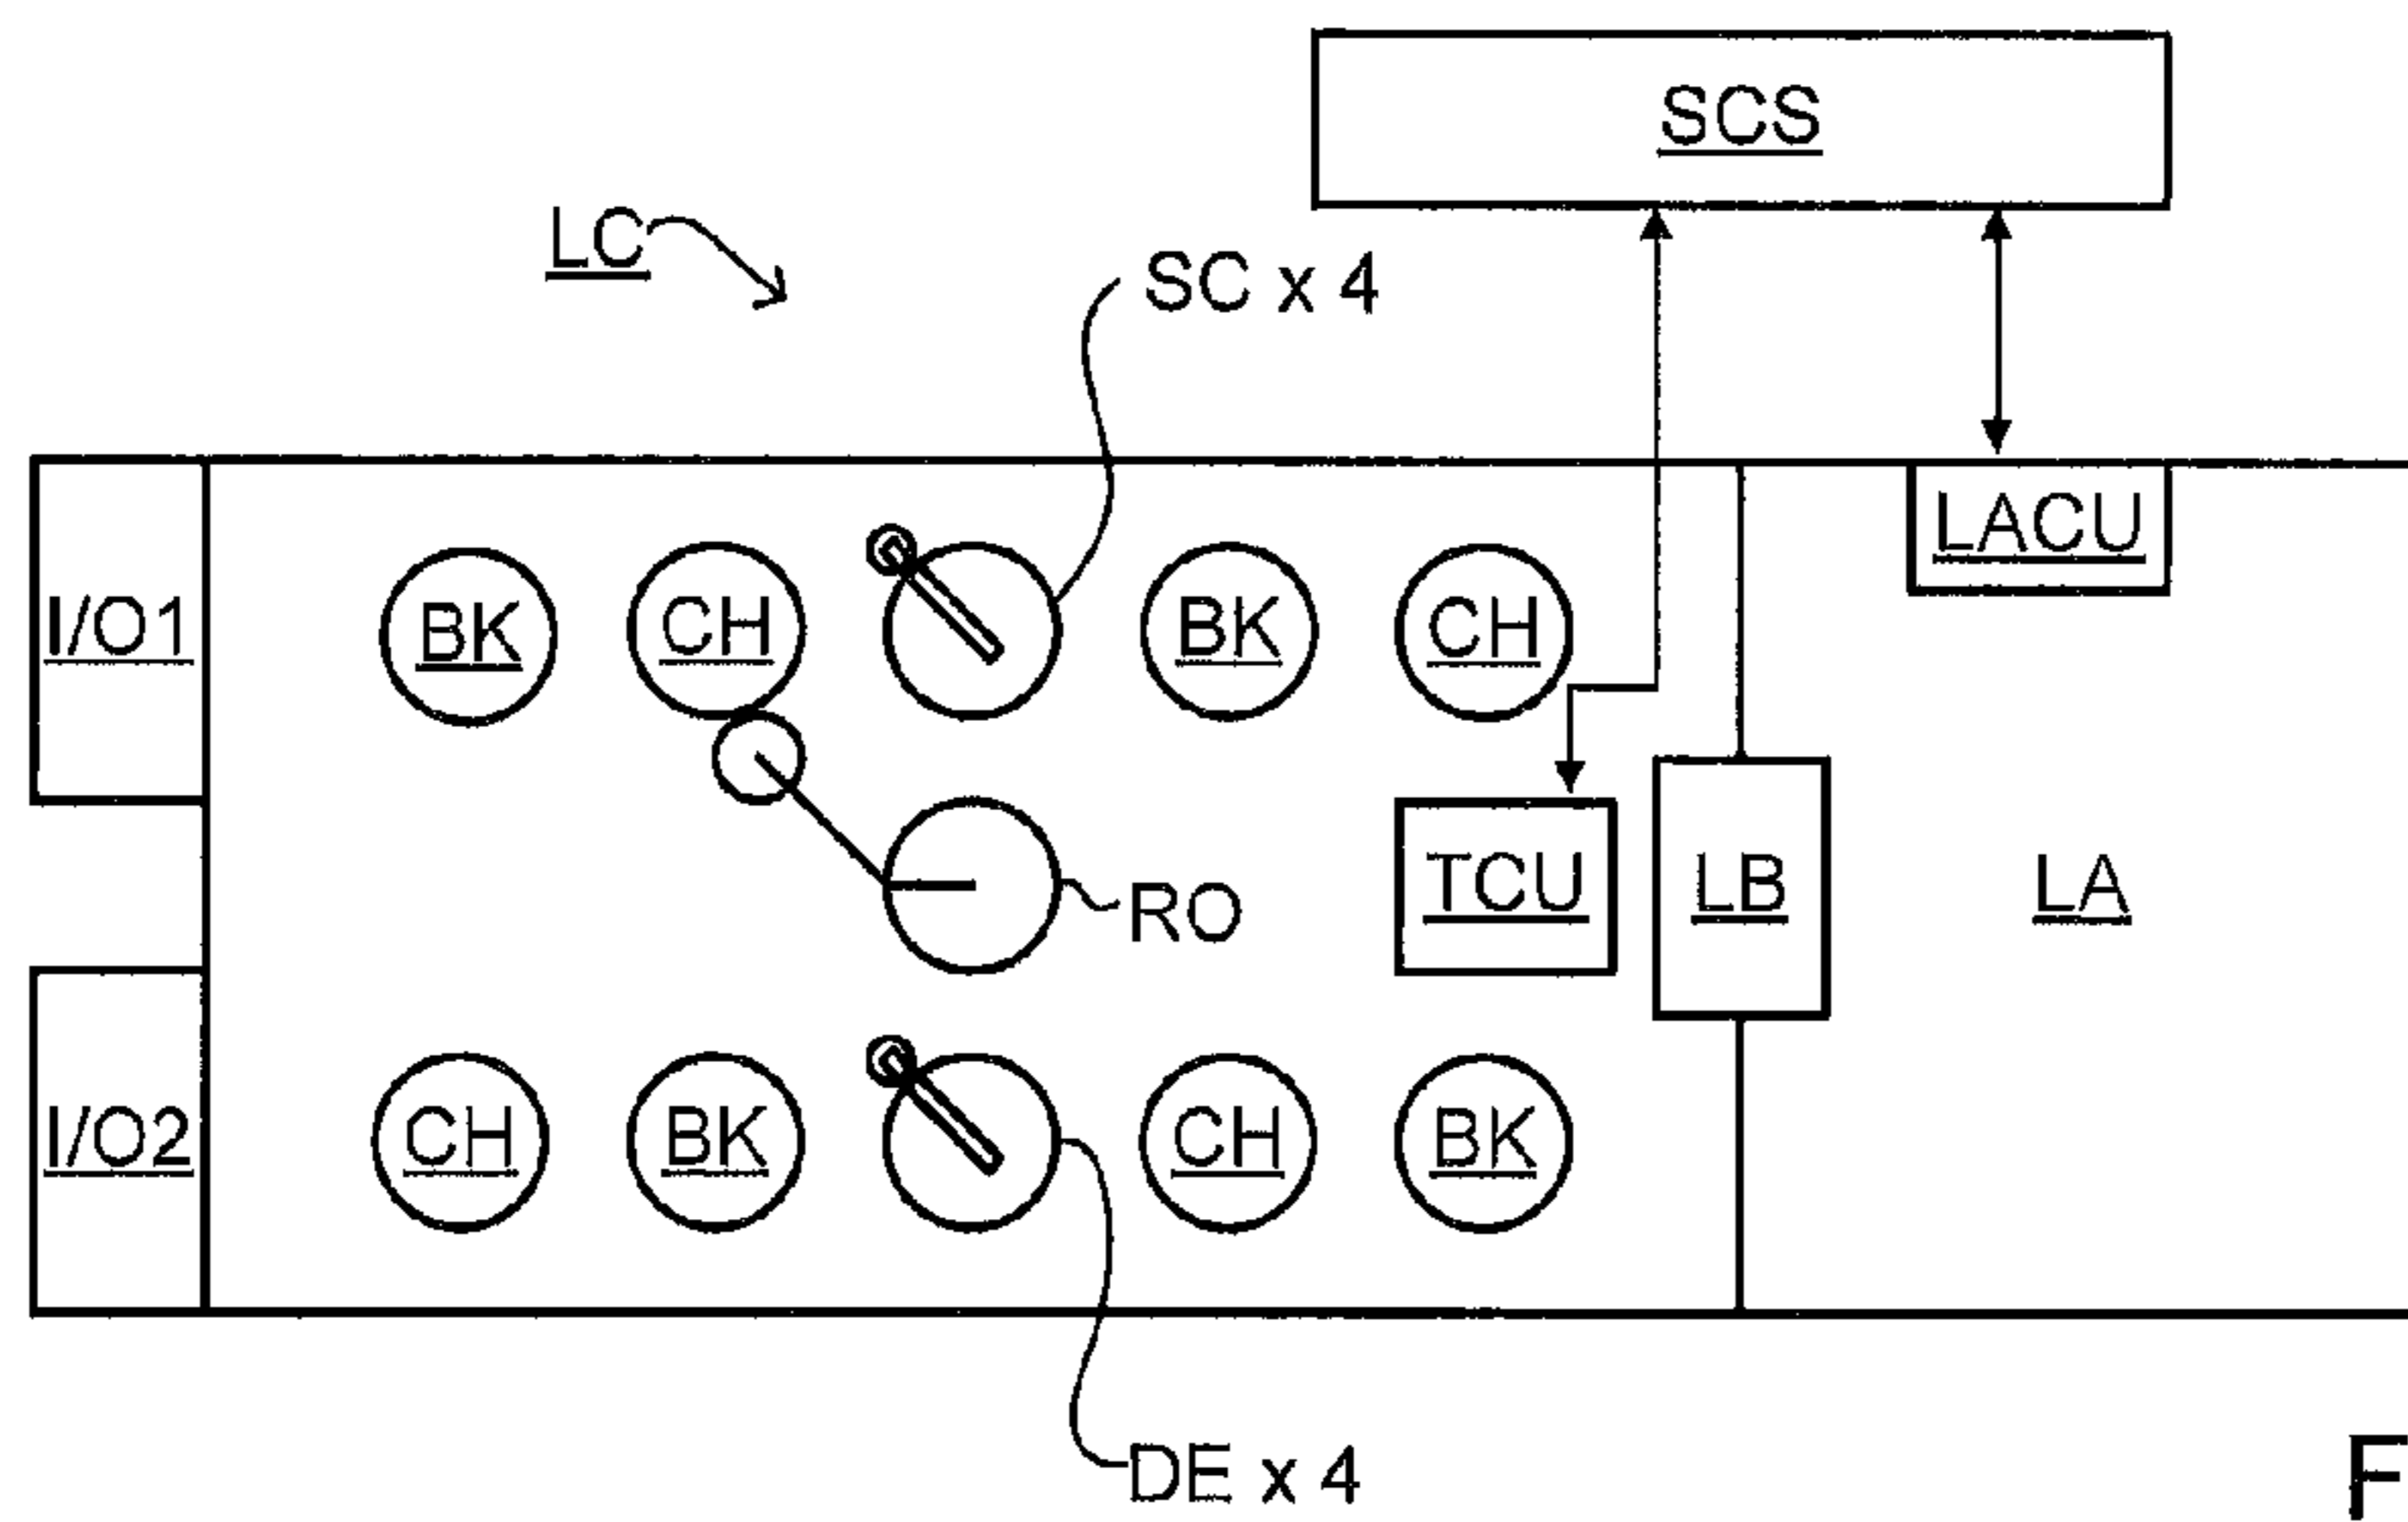 SCS
LC
SC x 4
LACU
I/O1
BK
CH
BK
CH
RO
TCU
LB
LA
I/O2
CH
BK
CH
BK
DE x 4
F